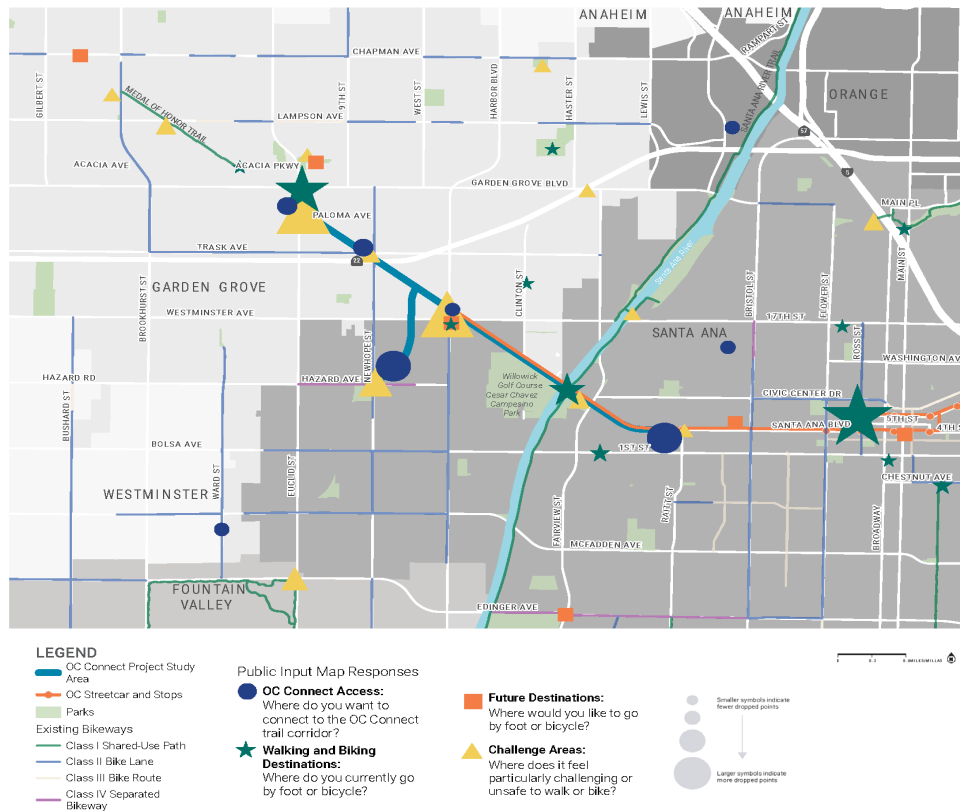 ANAHEIM
ANAHEIM
RAMPART ST
CHAPMAN AVE
GILBERT ST
9TH ST
WEST ST
HARBOR BLVD
HASTER ST
LEWIS ST
SANTA ANA RIVER TRAIL
ORANGE
MEDAL OF HONOR TRAIL
LAMPSON AVE
57
5
ACACIA AVE
ACACIA PKWY
GARDEN GROVE BLVD
MAIN PL
PALOMA AVE
TRASK AVE
22
MAIN ST
Santa Ana River
BROOKHURST ST
GARDEN GROVE
CLINTON ST
BRISTOL ST
FLOWER ST
WESTMINSTER AVE
17TH ST
SANTA ANA
ROSS ST
NEWHOPE ST
WASHINGTON AV
HAZARD RD
HAZARD AVE
Willowick
Golf Course
Cesar Chavez
Campesino
Park
BUSHARD ST
CIVIC CENTER DR
5TH ST
SANTA ANA BLVD
4TH S
BOLSA AVE
1ST ST
WARD ST
EUCLID ST
CHESTNUT AVE
WESTMINSTER
FAIRVIEW ST
RAITT ST
BROADWAY
MCFADDEN AVE
FOUNTAIN
VALLEY
EDINGER AVE
LEGEND
OC Connect Project Study
Area
OC Streetcar and Stops
Parks
Existing Bikeways
Class I Shared-Use Path
Class II Bike Lane
Class III Bike Route
Class IV Separated
Bikeway
Public Input Map Responses
OC Connect Access:
Where do you want to
connect to the OC Connect
trail corridor?
Walking and Biking
Destinations:
Where do you currently go
by foot or bicycle?
Future Destinations:
Where would you like to go
by foot or bicycle?
Challenge Areas:
Where does it feel
particularly challenging or
unsafe to walk or bike?
Smaller symbols indicate
fewer dropped points
Larger symbols indicate
more dropped points